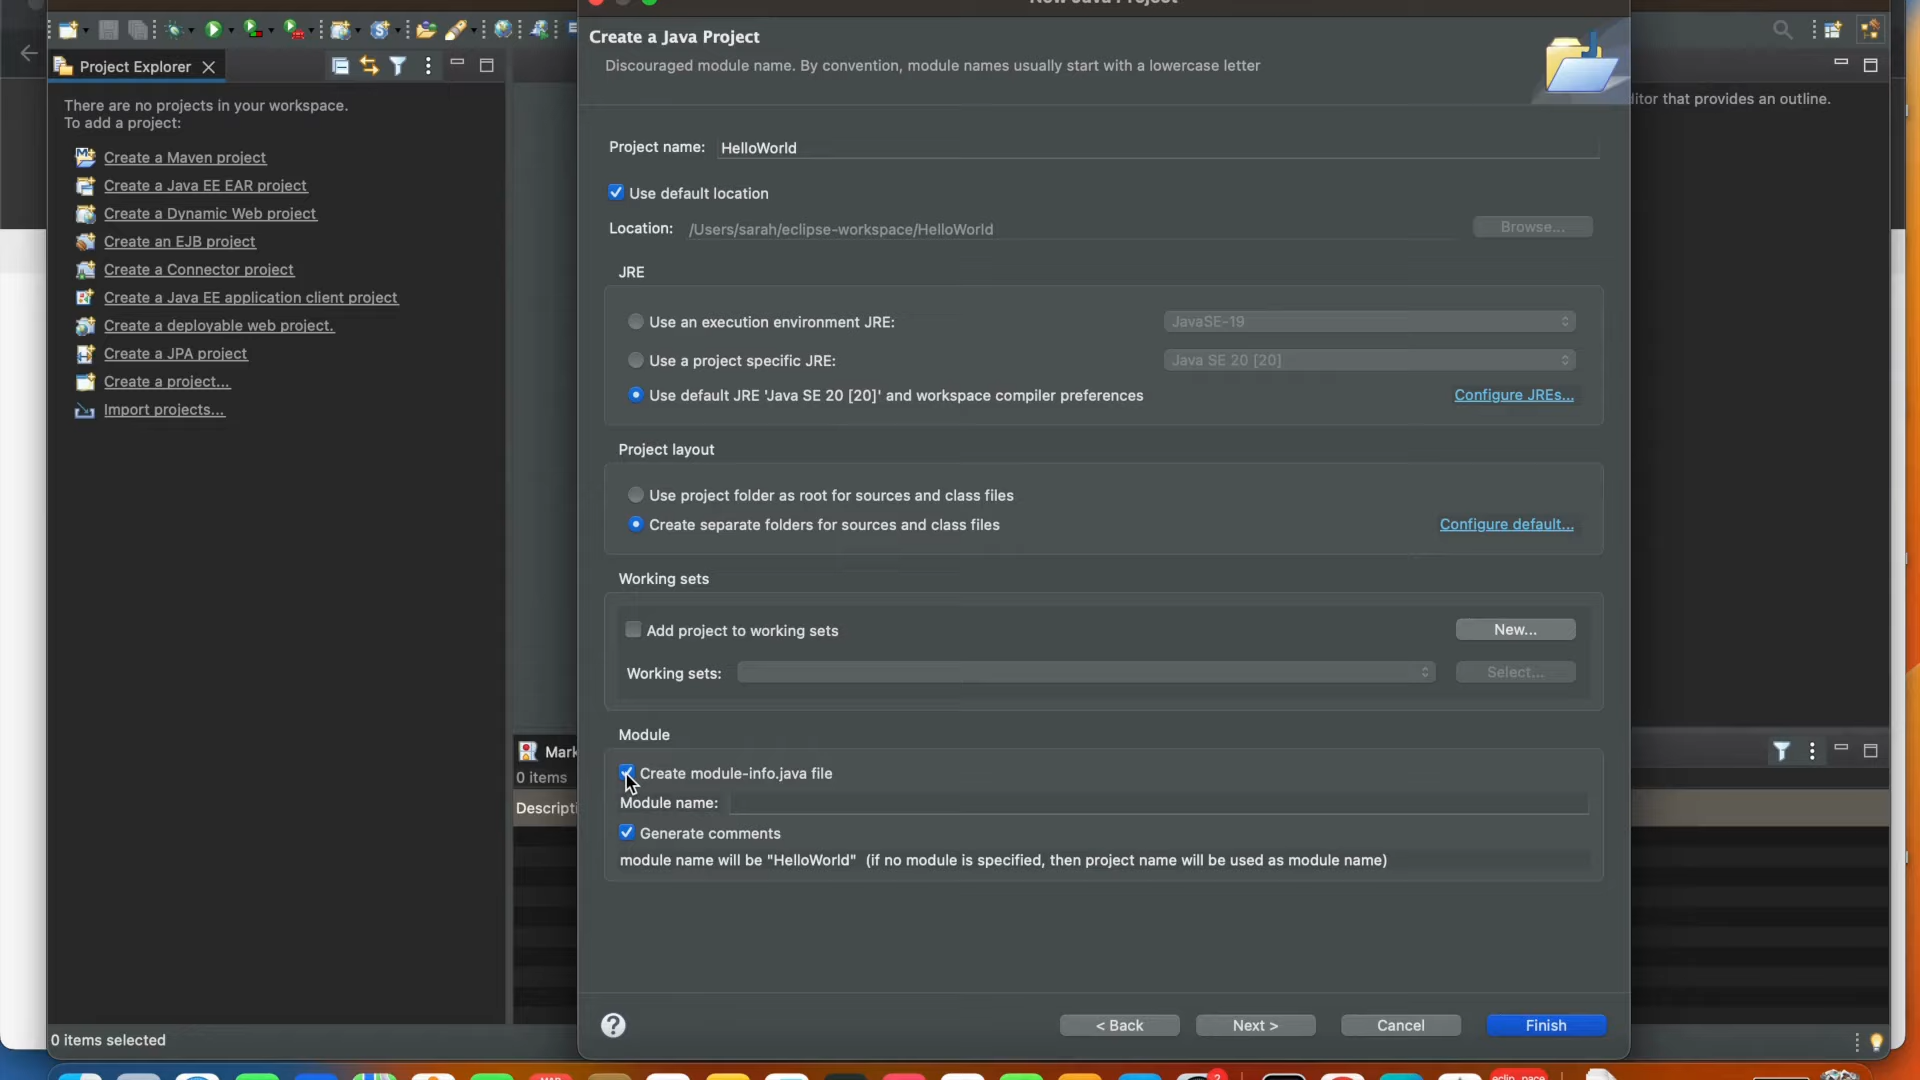 New Java Project
Create a Java Project
Discouraged module name. By convention, module names usually start with a lowercase letter
Project Explorer
There are no projects in your workspace.
To add a project:
Create a Maven project
Create a Java EE EAR project
Create a Dynamic Web project
Create an EJB project
Create a Connector project
Create a Java EE application client project
Create a deployable web project.
Create a JPA project
Create a project...
Import projects...
0 items selected
Project name: HelloWorld
Use default location
Location: /Users/sarah/eclipse-workspace/HelloWorld Browse...
JRE
Use an execution environment JRE: JavaSE-19
Use a project specific JRE: Java SE 20 [20]
Use default JRE 'Java SE 20 [20]' and workspace compiler preferences Configure JREs...
Project layout
Use project folder as root for sources and class files
Create separate folders for sources and class files Configure default...
Working sets
Add project to working sets New...
Working sets: Select...
Module
Create module-info.java file
Module name:
Generate comments
module name will be "HelloWorld" (if no module is specified, then project name will be used as module name)
? < Back Next > Cancel Finish
Mark
0 items
Descripti
itor that provides an outline.
MAR
2